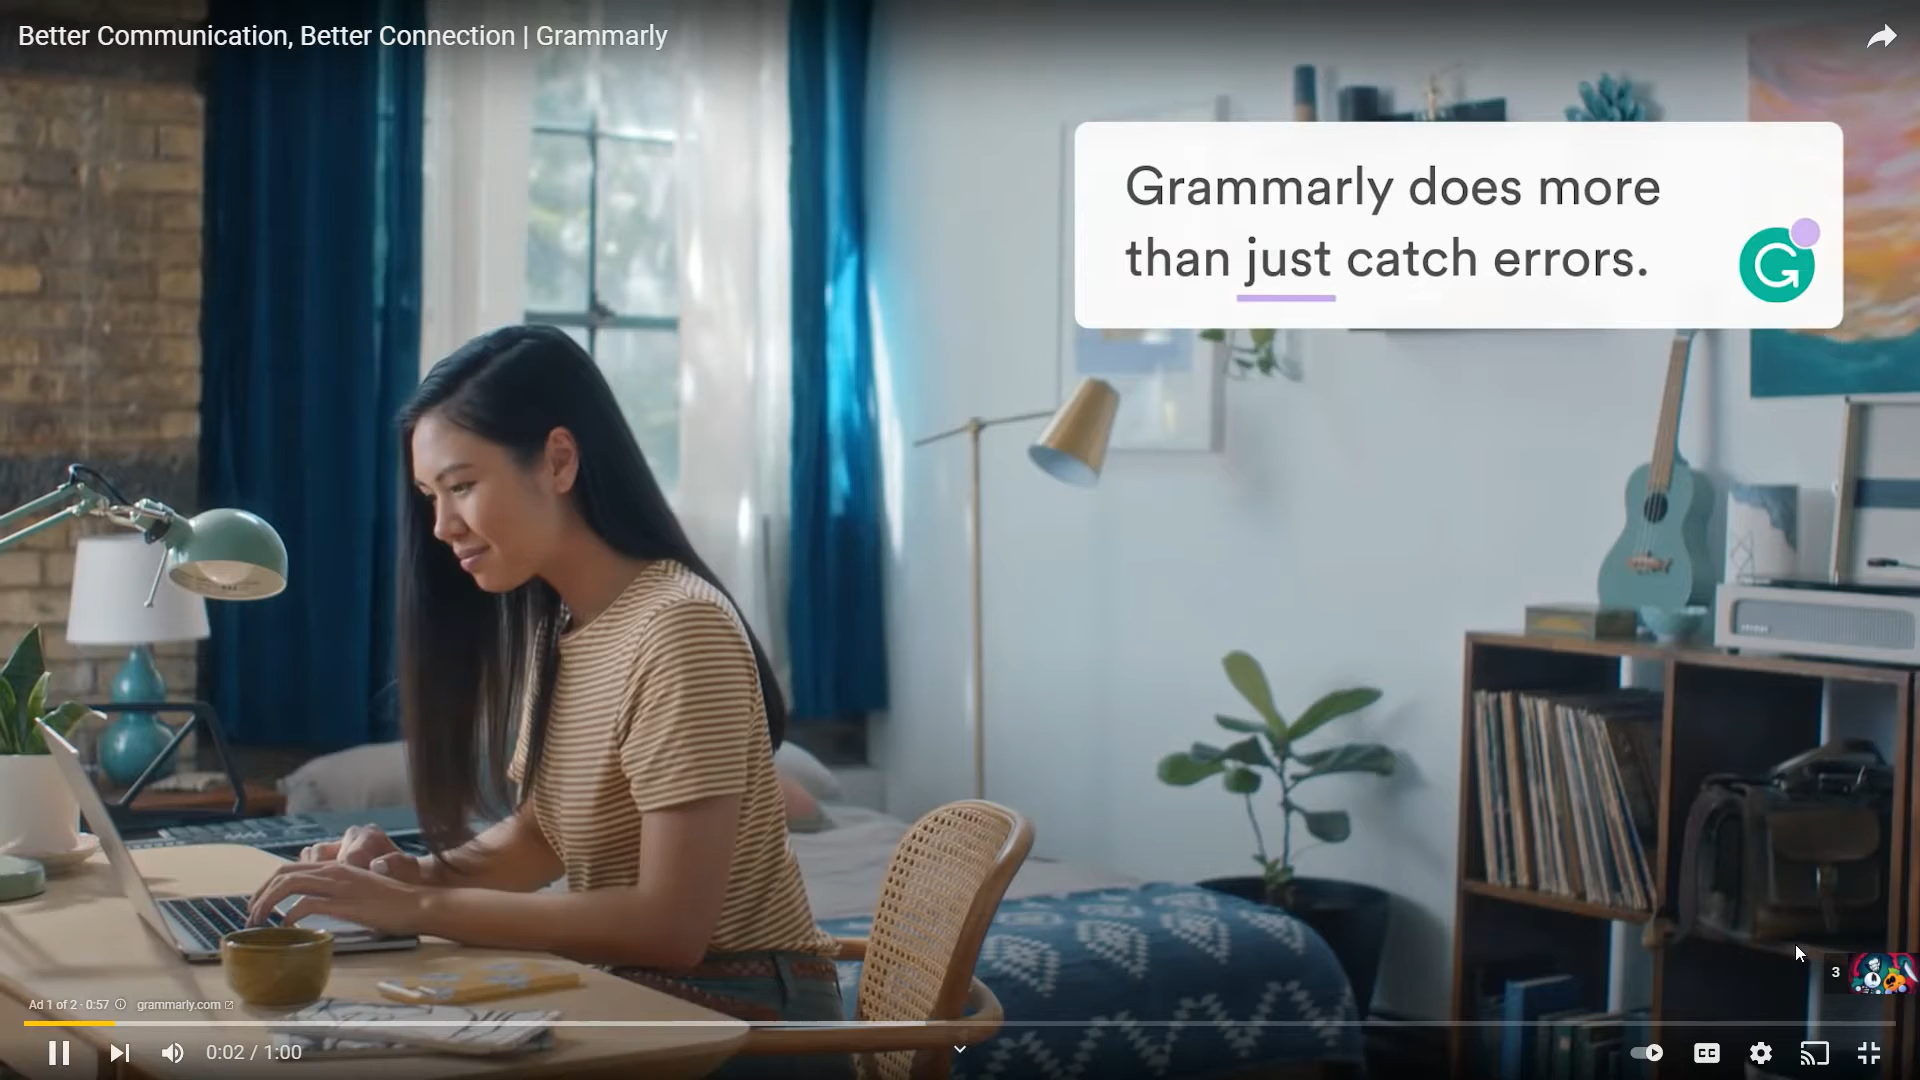 Better Communication, Better Connection | Grammarly
Grammarly does more
than just catch errors.
3
Ad 1 of 2 · 0:57
grammarly.com
0:02 / 1:00
CC